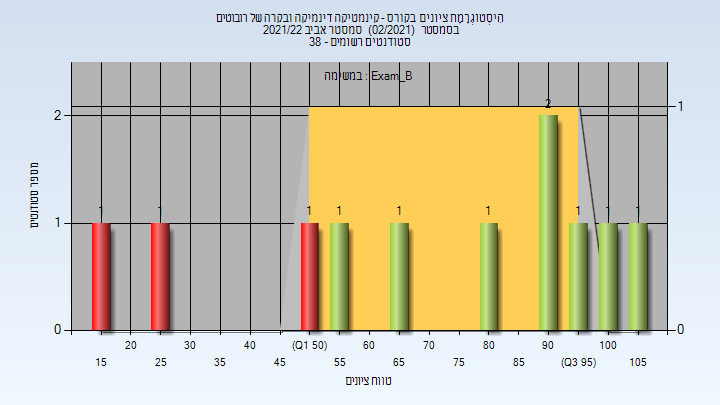 הִיסְטוֹגְרָמַת ציונים בקורס - קינמטיקה דינמיקה ובקרה של רובוטים
בסמסטר (02/2021) סמסטר אביב 2021/22
סטודנטים רשומים - 38
במשימה : Exam_B
מספר סטודנטים
2
1
0
1
0
1 1 1 1 1 1 2 1 1 1
20 30 40 (Q1 50) 60 70 80 90 100
15 25 35 45 55 65 75 85 (Q3 95) 105
טווח ציונים